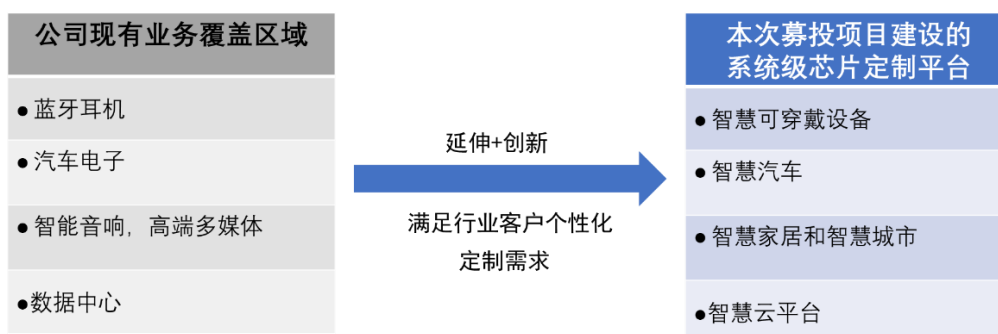 公司现有业务覆盖区域
● 蓝牙耳机
● 汽车电子
● 智能音响，高端多媒体
●数据中心
延伸+创新
满足行业客户个性化
定制需求
本次募投项目建设的
系统级芯片定制平台
● 智慧可穿戴设备
● 智慧汽车
● 智慧家居和智慧城市
●智慧云平台